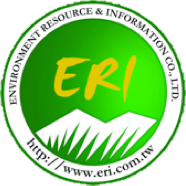 ENVIRONMENT RESOURCE & INFORMATION CO., LTD.
ERI
http://www.eri.com.tw